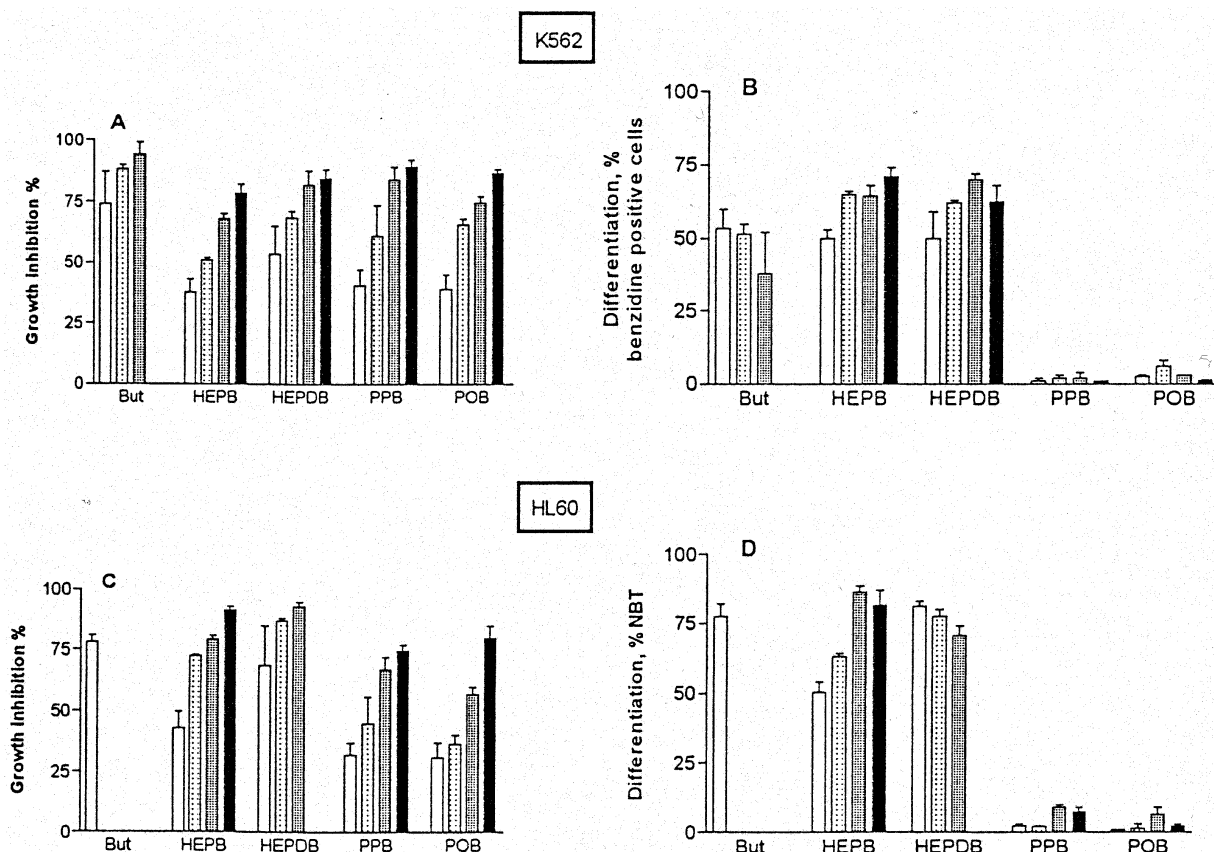 K562
A
Growth Inhibition %
100
75
50
25
0
But HEPB HEPDB PPB POB
B
Differentiation, %
benzidine positive cells
100
75
50
25
0
But HEPB HEPDB PPB POB
HL60
C
Growth Inhibition %
100
75
50
25
0
But HEPB HEPDB PPB POB
D
Differentiation, % NBT
100
75
50
25
0
But HEPB HEPDB PPB POB